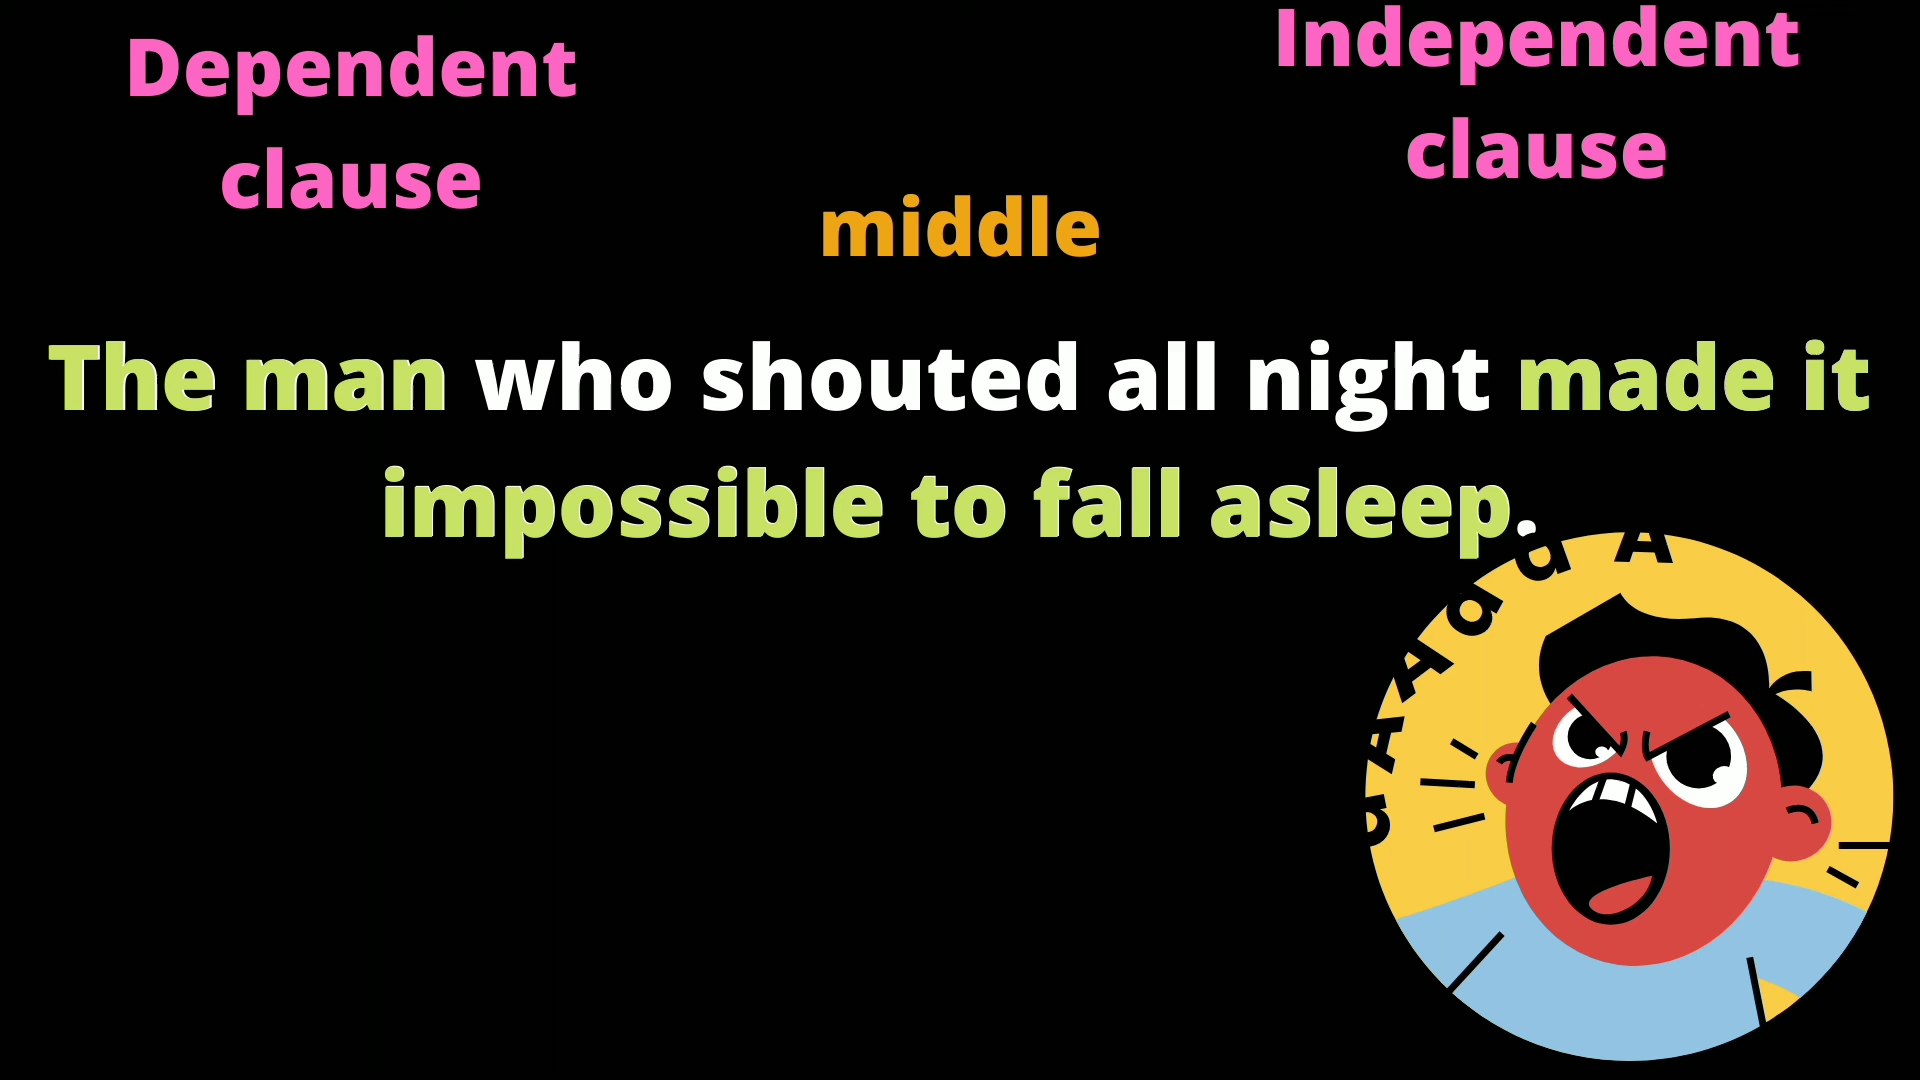 Dependent
clause
Independent
clause
middle
The man who shouted all night made it
impossible to fall asleep.
a A A a a A